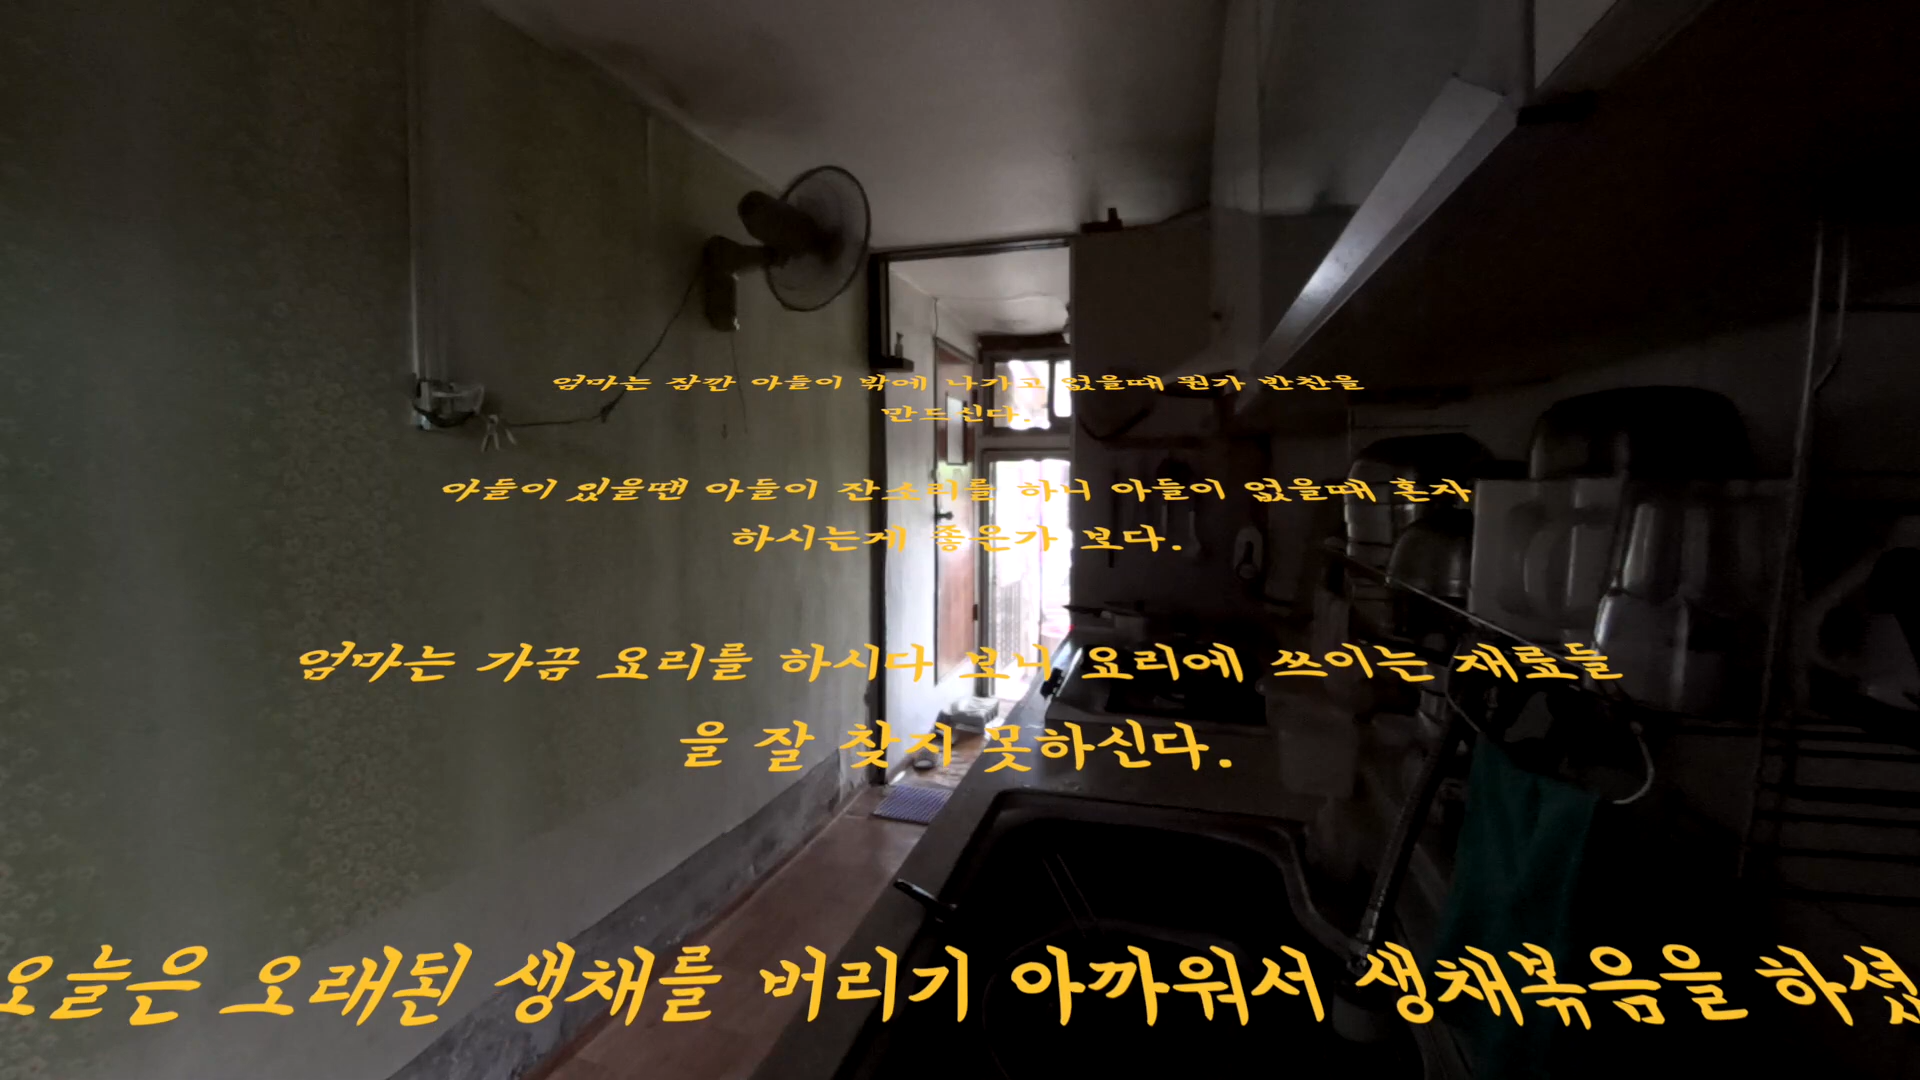 엄마는 잠깐 아들이 밖에 나가고 없을때 뭔가 반찬을
만드신다.
아들이 있을땐 아들이 잔소리를 하니 아들이 없을때 혼자
하시는게 좋은가 보다.
엄마는 가끔 요리를 하시다 보니 요리에 쓰이는 재료들
을 잘 찾지 못하신다.
오늘은 오래된 생채를 버리기 아까워서 생채볶음을 하셨